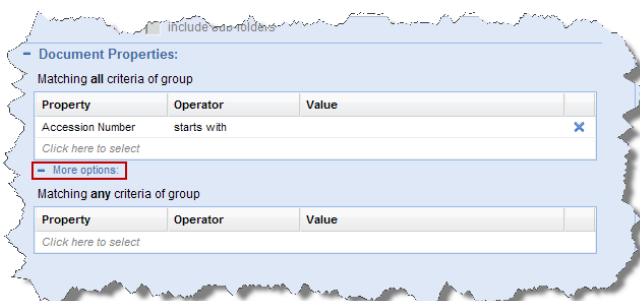 include sub-folders
Document Properties:
Matching all criteria of group
Property Operator Value
Accession Number starts with
Click here to select
More options:
Matching any criteria of group
Property Operator Value
Click here to select